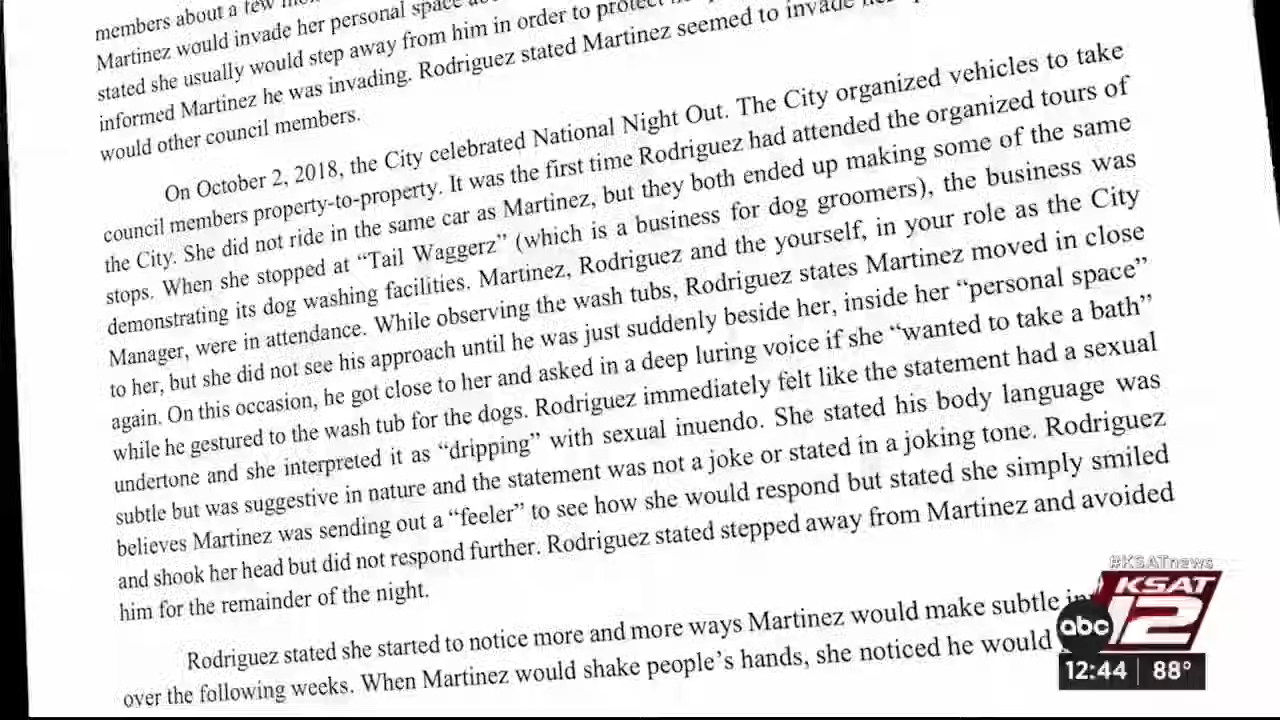 members about a few
Martinez would invade her personal space
stated she usually would step away from him in order to protect
informed Martinez he was invading. Rodriguez stated Martinez seemed to invade her
would other council members.
On October 2, 2018, the City celebrated National Night Out. The City organized vehicles to take
council members property-to-property. It was the first time Rodriguez had attended the organized tours of
the City. She did not ride in the same car as Martinez, but they both ended up making some of the same
stops. When she stopped at “Tail Waggerz” (which is a business for dog groomers), the business was
demonstrating its dog washing facilities. Martinez, Rodriguez and the yourself, in your role as the City
Manager, were in attendance. While observing the wash tubs, Rodriguez states Martinez moved in close
to her, but she did not see his approach until he was just suddenly beside her, inside her “personal space”
again. On this occasion, he got close to her and asked in a deep luring voice if she “wanted to take a bath”
while he gestured to the wash tub for the dogs. Rodriguez immediately felt like the statement had a sexual
undertone and she interpreted it as “dripping” with sexual inuendo. She stated his body language was
subtle but was suggestive in nature and the statement was not a joke or stated in a joking tone. Rodriguez
believes Martinez was sending out a “feeler” to see how she would respond but stated she simply smiled
and shook her head but did not respond further. Rodriguez stated stepped away from Martinez and avoided
him for the remainder of the night.
Rodriguez stated she started to notice more and more ways Martinez would make subtle
over the following weeks. When Martinez would shake people’s hands, she noticed he would
#KSATnews
KSAT
abc 12
12:44 88°